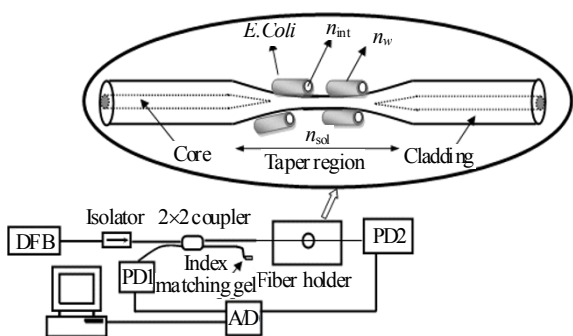 E.Coli
n_int
n_w
n_sol
Core
Taper region
Cladding
Isolator
2×2 coupler
DFB
PD2
PD1
Index
matching gel
Fiber holder
A/D